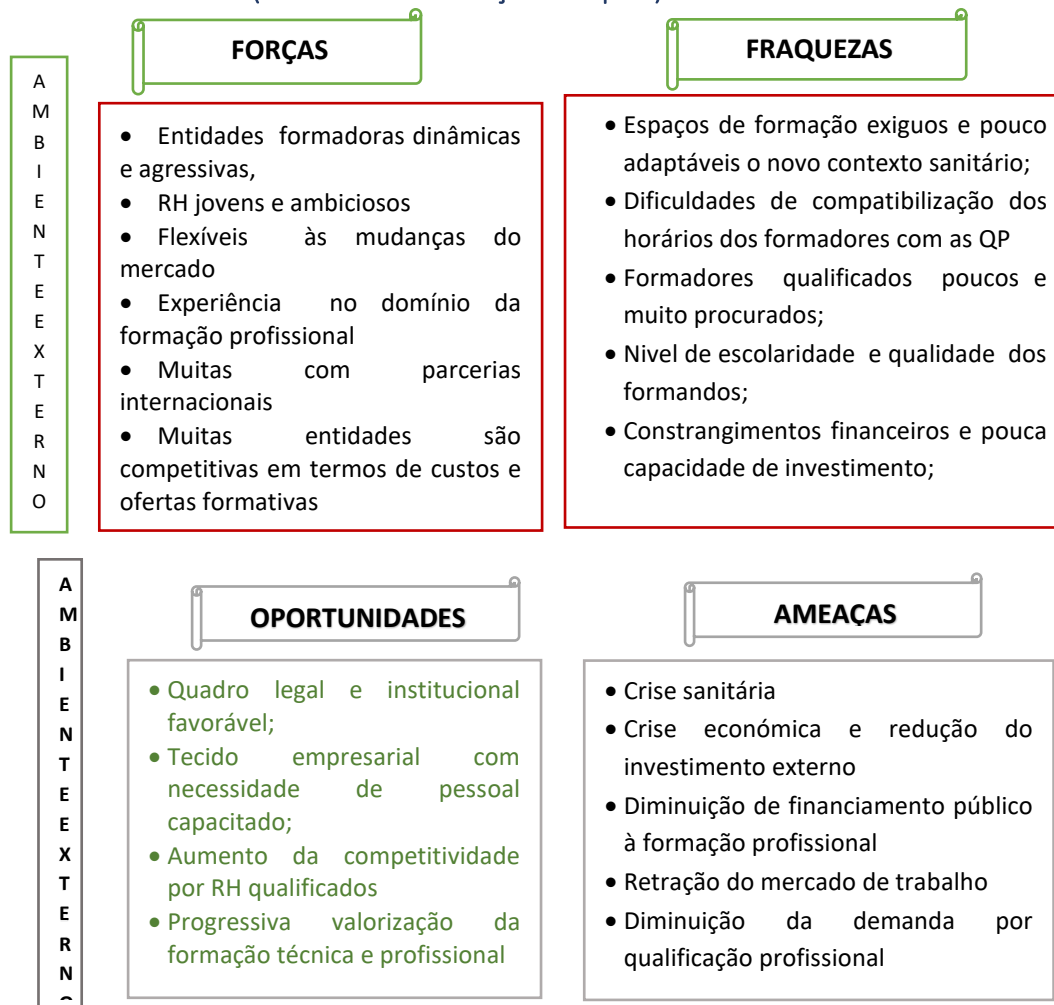 FORÇAS
FRAQUEZAS
A
M
B
I
E
N
T
E
E
X
T
E
R
N
O
• Entidades formadoras dinâmicas
e agressivas,
• RH jovens e ambiciosos
• Flexíveis às mudanças do
mercado
• Experiência no domínio da
formação profissional
• Muitas com parcerias
internacionais
• Muitas entidades são
competitivas em termos de custos e
ofertas formativas
• Espaços de formação exiguos e pouco
adaptáveis o novo contexto sanitário;
• Dificuldades de compatibilização dos
horários dos formadores com as QP
• Formadores qualificados poucos e
muito procurados;
• Nivel de escolaridade e qualidade dos
formandos;
• Constrangimentos financeiros e pouca
capacidade de investimento;
A
M
B
I
E
N
T
E
E
X
T
E
R
N
OPORTUNIDADES
AMEAÇAS
• Quadro legal e institucional
favorável;
• Tecido empresarial com
necessidade de pessoal
capacitado;
• Aumento da competitividade
por RH qualificados
• Progressiva valorização da
formação técnica e profissional
• Crise sanitária
• Crise económica e redução do
investimento externo
• Diminuição de financiamento público
à formação profissional
• Retração do mercado de trabalho
• Diminuição da demanda por
qualificação profissional